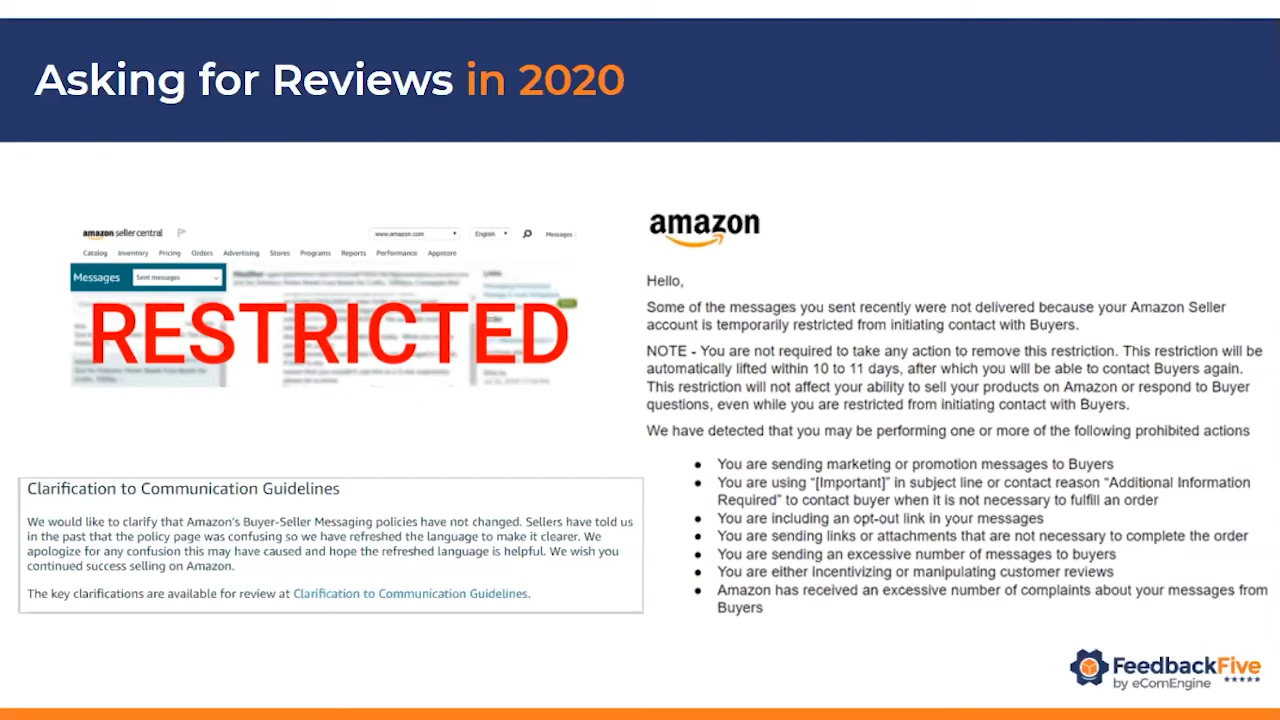 Asking for Reviews in 2020
amazon seller central
www.amazon.com
English
Messages
Catalog Inventory Pricing Orders Advertising Stores Programs Reports Performance Appstore
Messages
Sent messages
RESTRICTED
Clarification to Communication Guidelines
We would like to clarify that Amazon's Buyer-Seller Messaging policies have not changed. Sellers have told us
in the past that the policy page was confusing so we have refreshed the language to make it clearer. We
apologize for any confusion this may have caused and hope the refreshed language is helpful. We wish you
continued success selling on Amazon.
The key clarifications are available for review at Clarification to Communication Guidelines.
amazon
Hello,
Some of the messages you sent recently were not delivered because your Amazon Seller
account is temporarily restricted from initiating contact with Buyers.
NOTE - You are not required to take any action to remove this restriction. This restriction will be
automatically lifted within 10 to 11 days, after which you will be able to contact Buyers again.
This restriction will not affect your ability to sell your products on Amazon or respond to Buyer
questions, even while you are restricted from initiating contact with Buyers.
We have detected that you may be performing one or more of the following prohibited actions
● You are sending marketing or promotion messages to Buyers
● You are using “[Important]” in subject line or contact reason “Additional Information
Required” to contact buyer when it is not necessary to fulfill an order
● You are including an opt-out link in your messages
● You are sending links or attachments that are not necessary to complete the order
● You are sending an excessive number of messages to buyers
● You are either incentivizing or manipulating customer reviews
● Amazon has received an excessive number of complaints about your messages from
Buyers
FeedbackFive
by eComEngine